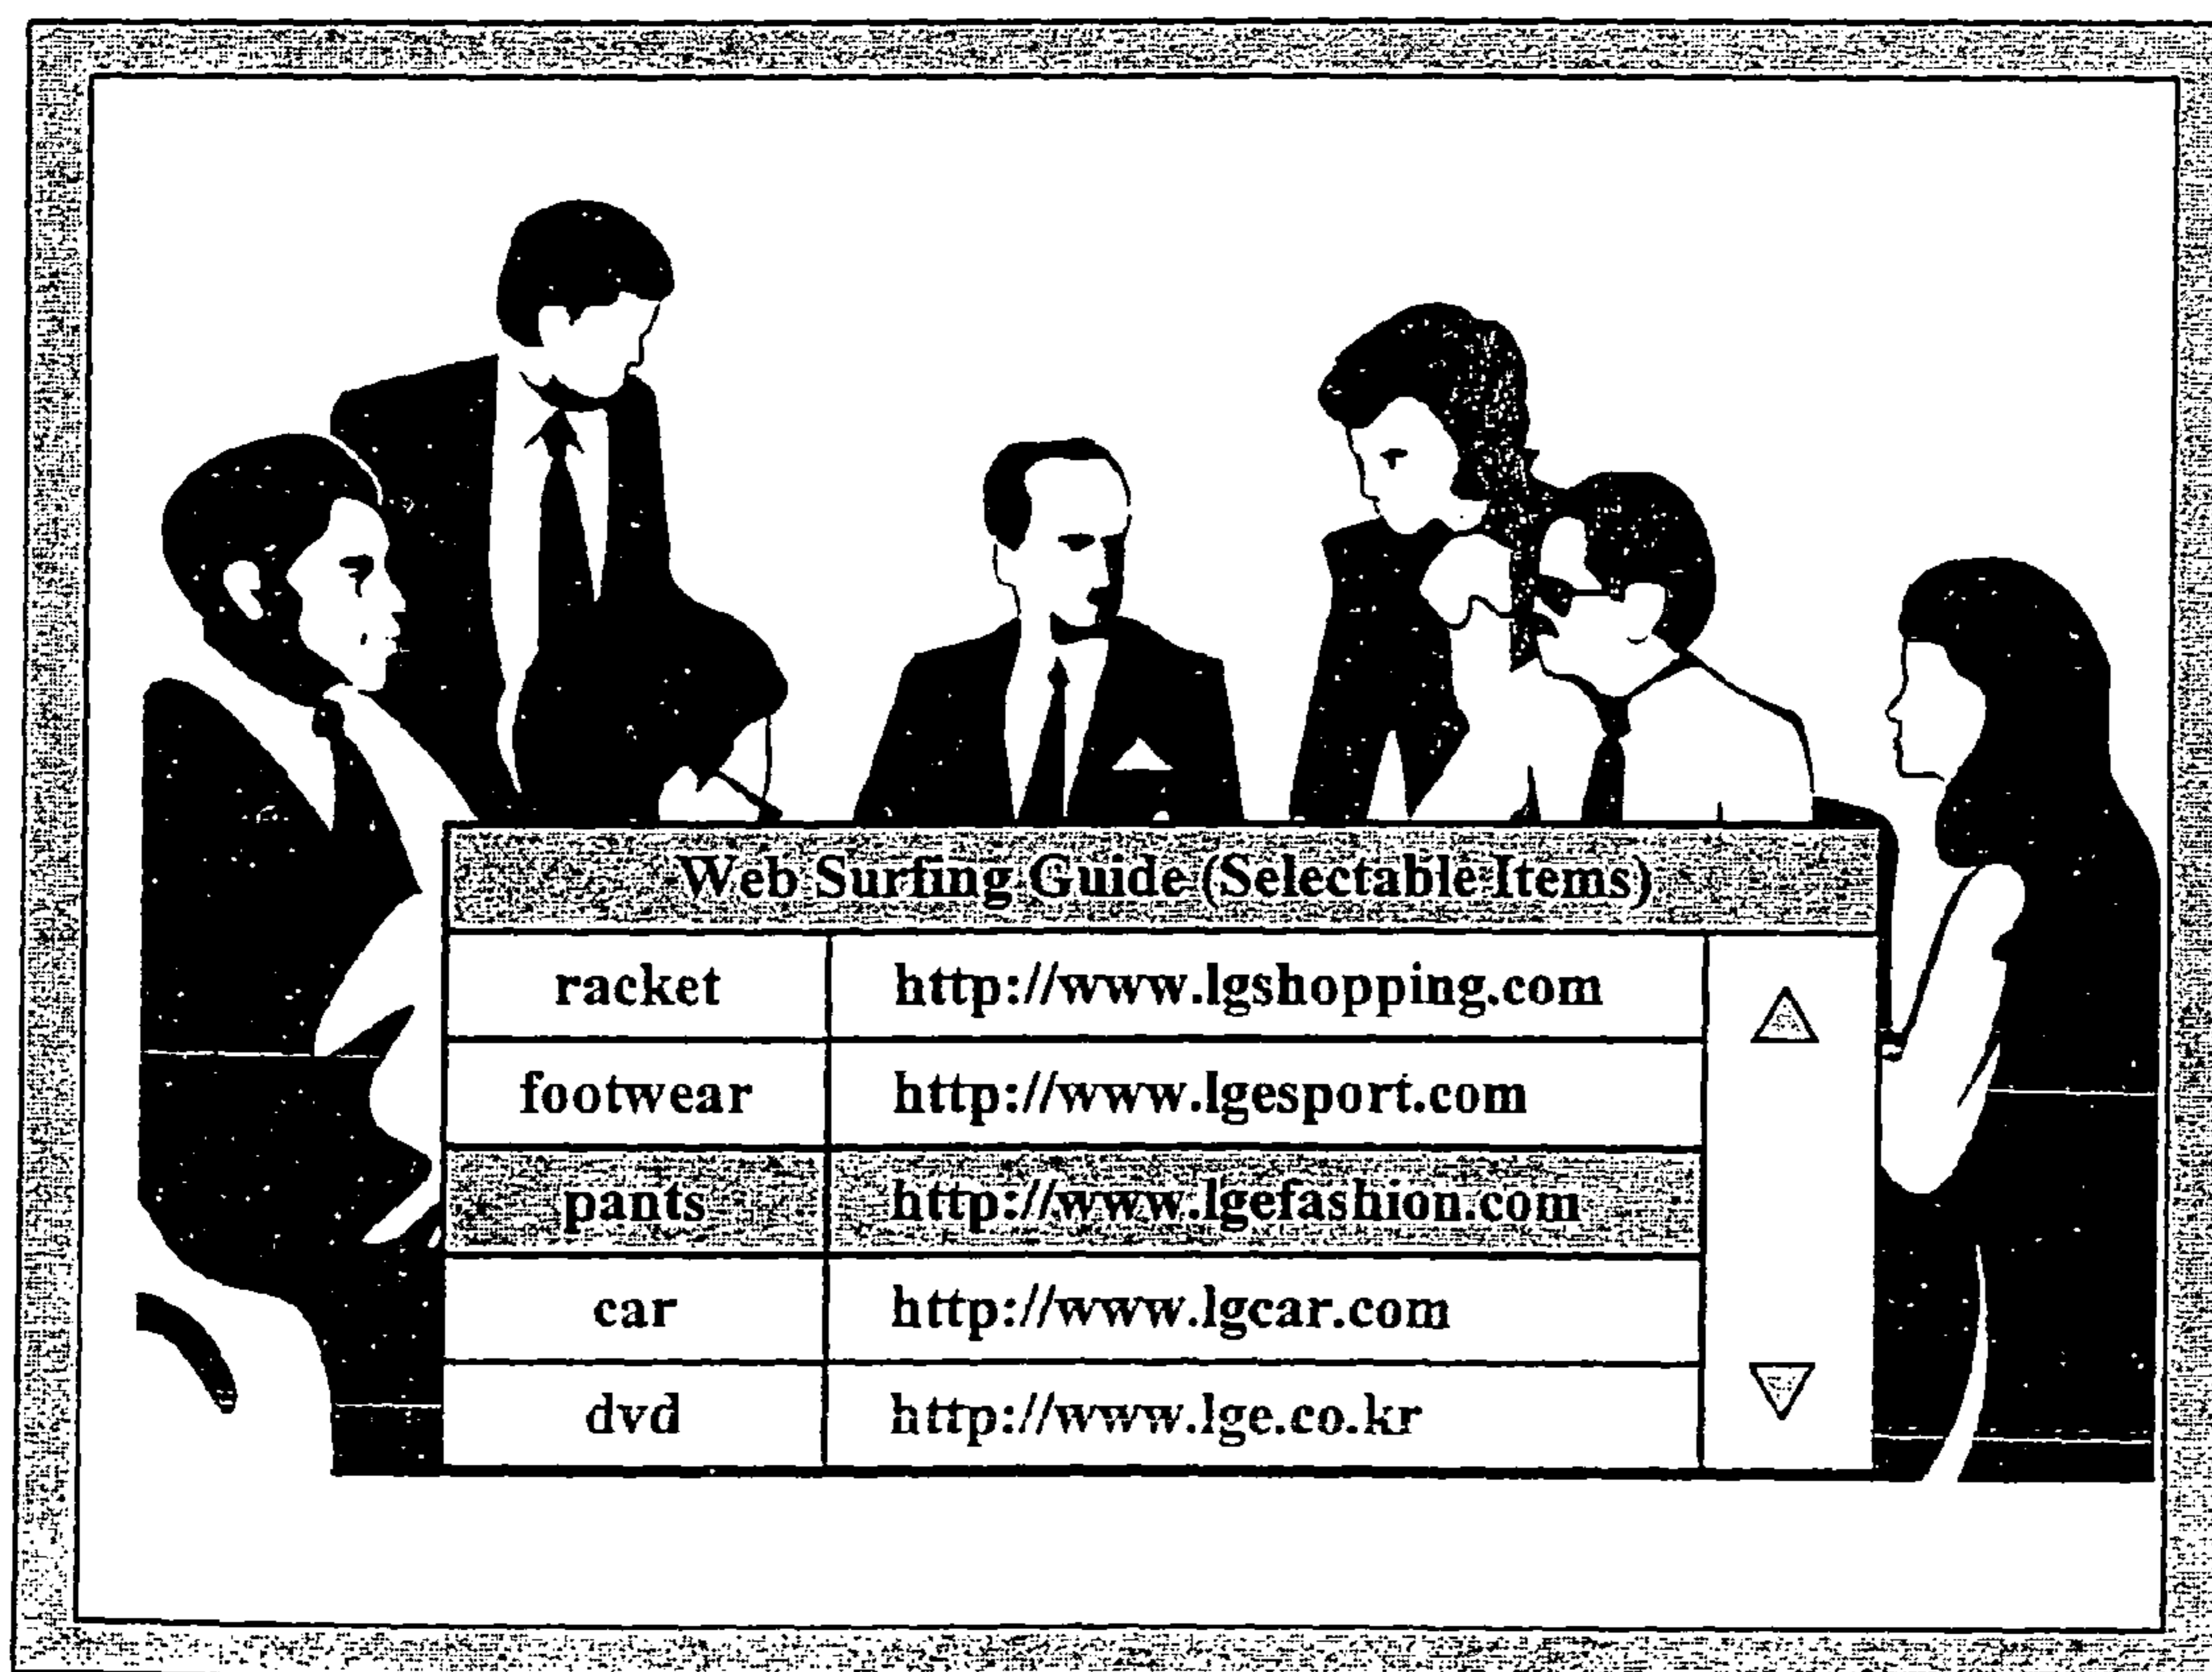 Web Surfing Guide (Selectable Items)
racket http://www.lgshopping.com
footwear http://www.lgesport.com
pants http://www.lgefashion.com
car http://www.lgcar.com
dvd http://www.lge.co.kr